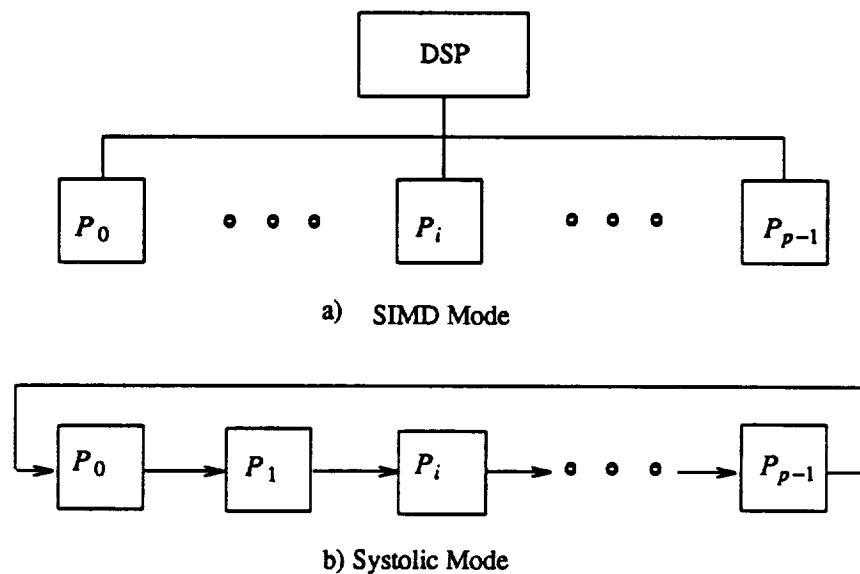 DSP
P0 Pi Pp-1
a) SIMD Mode
P0 P1 Pi Pp-1
b) Systolic Mode